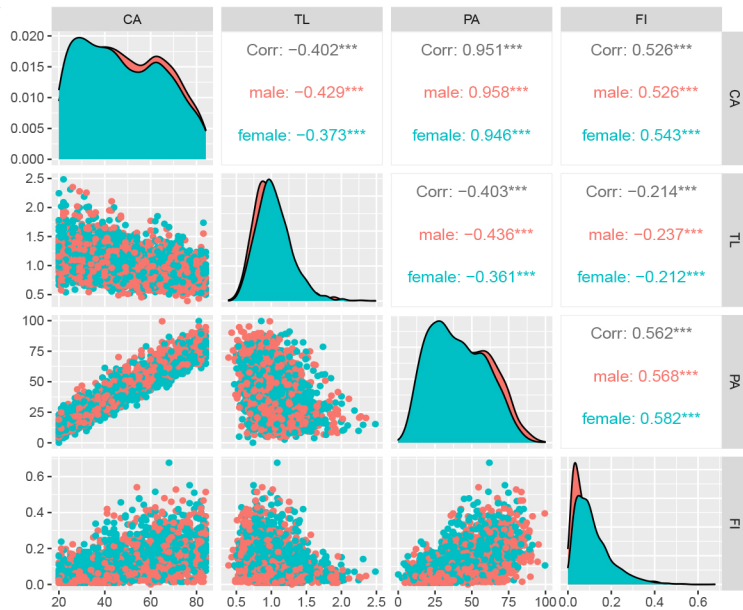 CA TL PA FI
0.020
0.015
0.010
0.005
0.000
Corr: −0.402***
male: −0.429***
female: −0.373***
Corr: 0.951***
male: 0.958***
female: 0.946***
Corr: 0.526***
male: 0.526***
female: 0.543***
CA
2.5
2.0
1.5
1.0
0.5
Corr: −0.403***
male: −0.436***
female: −0.361***
Corr: −0.214***
male: −0.237***
female: −0.212***
TL
100
75
50
25
0
Corr: 0.562***
male: 0.568***
female: 0.582***
PA
0.6
0.4
0.2
0.0
FI
20 40 60 80 0.5 1.0 1.5 2.0 2.5 0 25 50 75 100 0.0 0.2 0.4 0.6